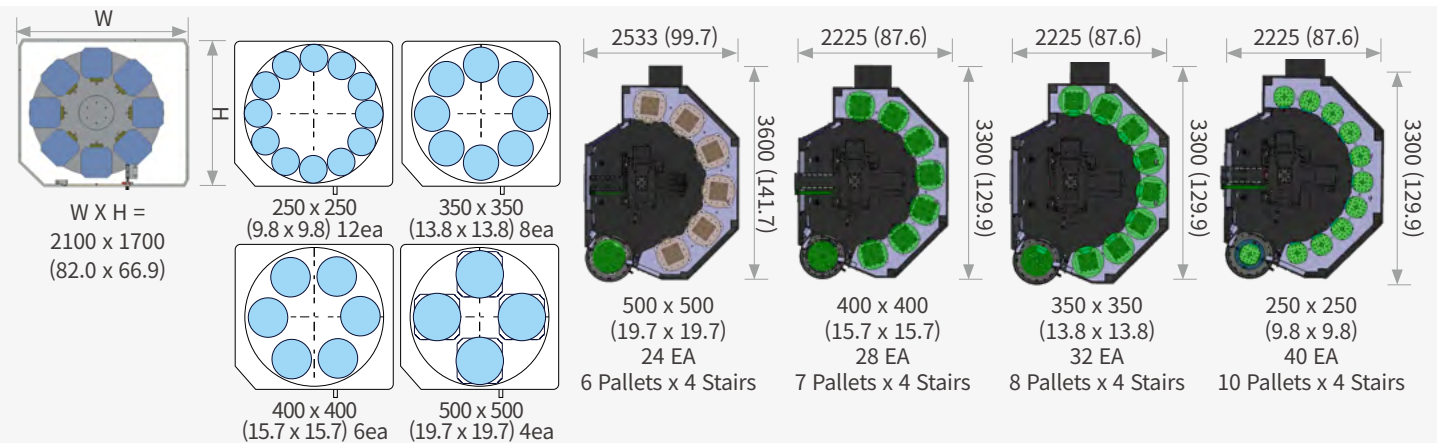 W
H
W X H =
2100 x 1700
(82.0 x 66.9)
250 x 250
(9.8 x 9.8) 12ea
350 x 350
(13.8 x 13.8) 8ea
400 x 400
(15.7 x 15.7) 6ea
500 x 500
(19.7 x 19.7) 4ea
2533 (99.7)
3600 (141.7)
500 x 500
(19.7 x 19.7)
24 EA
6 Pallets x 4 Stairs
2225 (87.6)
3300 (129.9)
400 x 400
(15.7 x 15.7)
28 EA
7 Pallets x 4 Stairs
2225 (87.6)
3300 (129.9)
350 x 350
(13.8 x 13.8)
32 EA
8 Pallets x 4 Stairs
2225 (87.6)
3300 (129.9)
250 x 250
(9.8 x 9.8)
40 EA
10 Pallets x 4 Stairs